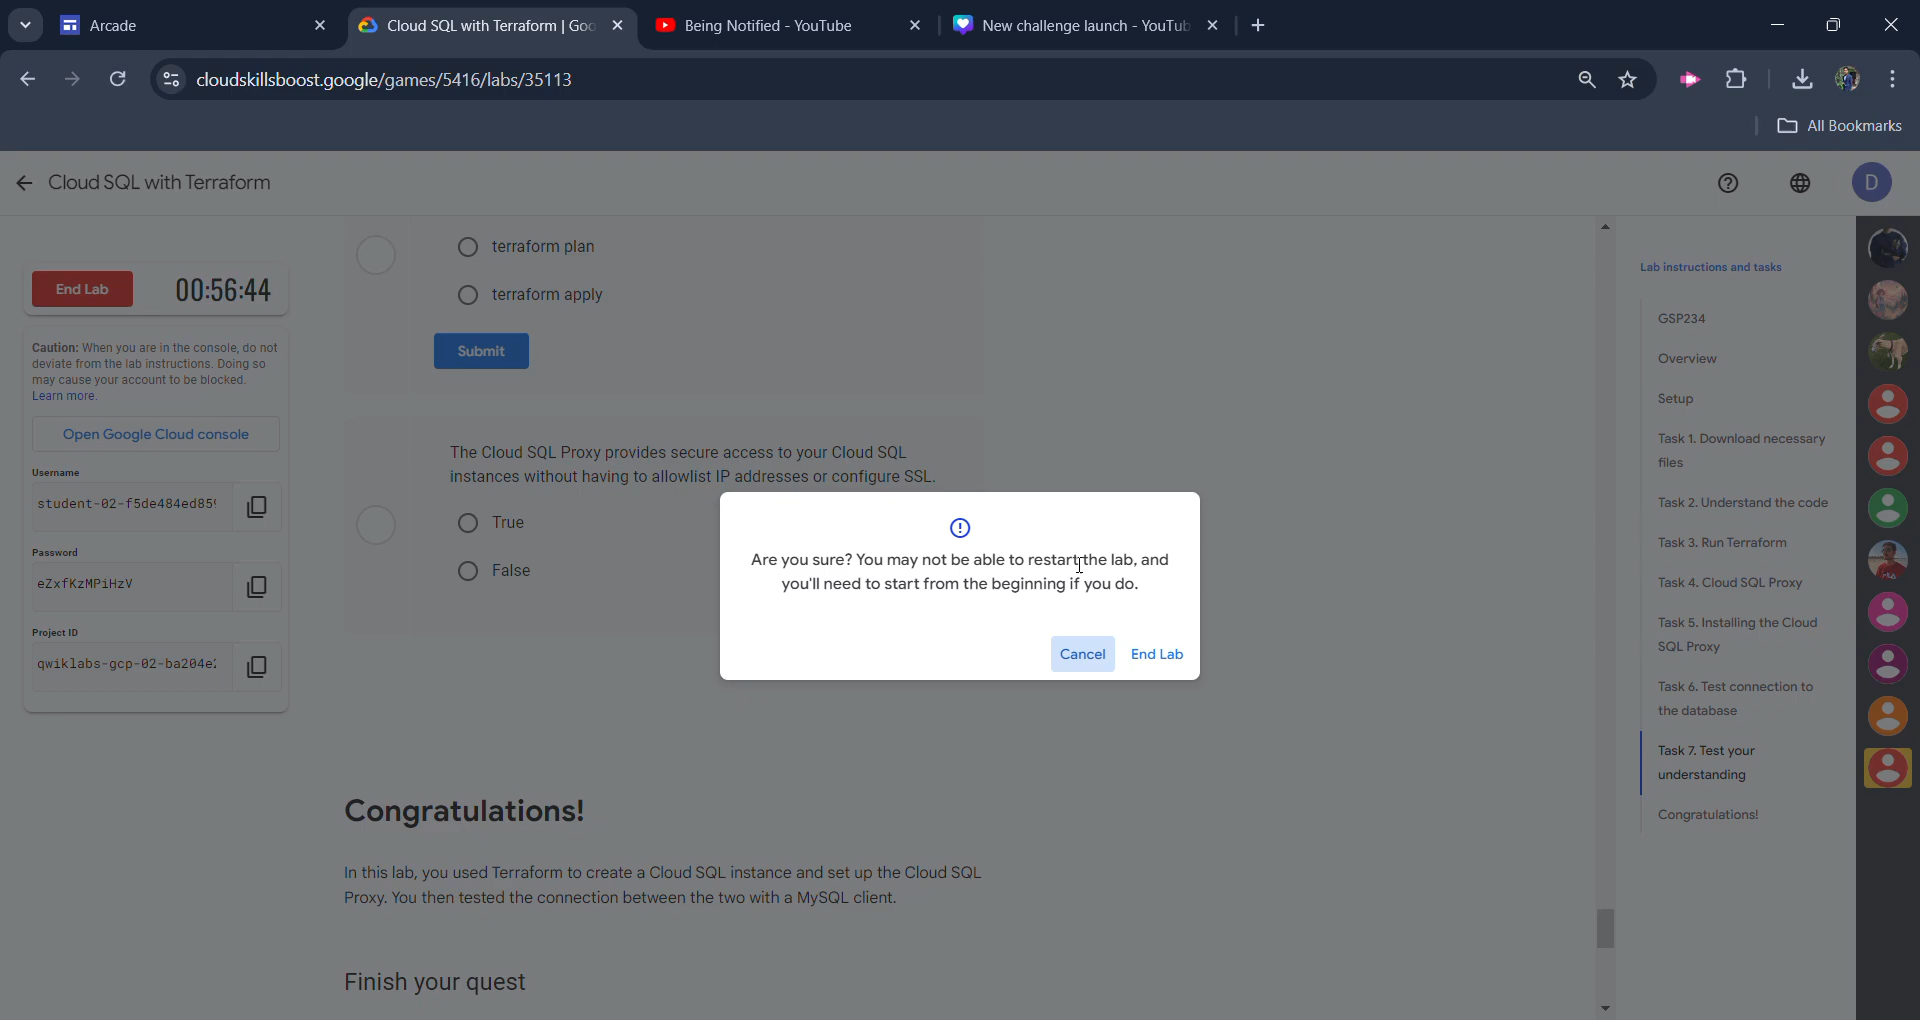 Arcade
Cloud SQL with Terraform | Goo
Being Notified - YouTube
New challenge launch - YouTub
cloudskillsboost.google/games/5416/labs/35113
All Bookmarks
Cloud SQL with Terraform
D
End Lab
00:56:44
Caution: When you are in the console, do not
deviate from the lab instructions. Doing so
may cause your account to be blocked.
Learn more.
Open Google Cloud console
Username
student-02-f5de484ed859
Password
eZxfKzMPiHzV
Project ID
qwiklabs-gcp-02-ba204e2
terraform plan
terraform apply
Submit
The Cloud SQL Proxy provides secure access to your Cloud SQL
instances without having to allowlist IP addresses or configure SSL.
True
False
Are you sure? You may not be able to restart the lab, and
you'll need to start from the beginning if you do.
Cancel
End Lab
Congratulations!
In this lab, you used Terraform to create a Cloud SQL instance and set up the Cloud SQL
Proxy. You then tested the connection between the two with a MySQL client.
Finish your quest
Lab instructions and tasks
GSP234
Overview
Setup
Task 1. Download necessary
files
Task 2. Understand the code
Task 3. Run Terraform
Task 4. Cloud SQL Proxy
Task 5. Installing the Cloud
SQL Proxy
Task 6. Test connection to
the database
Task 7. Test your
understanding
Congratulations!